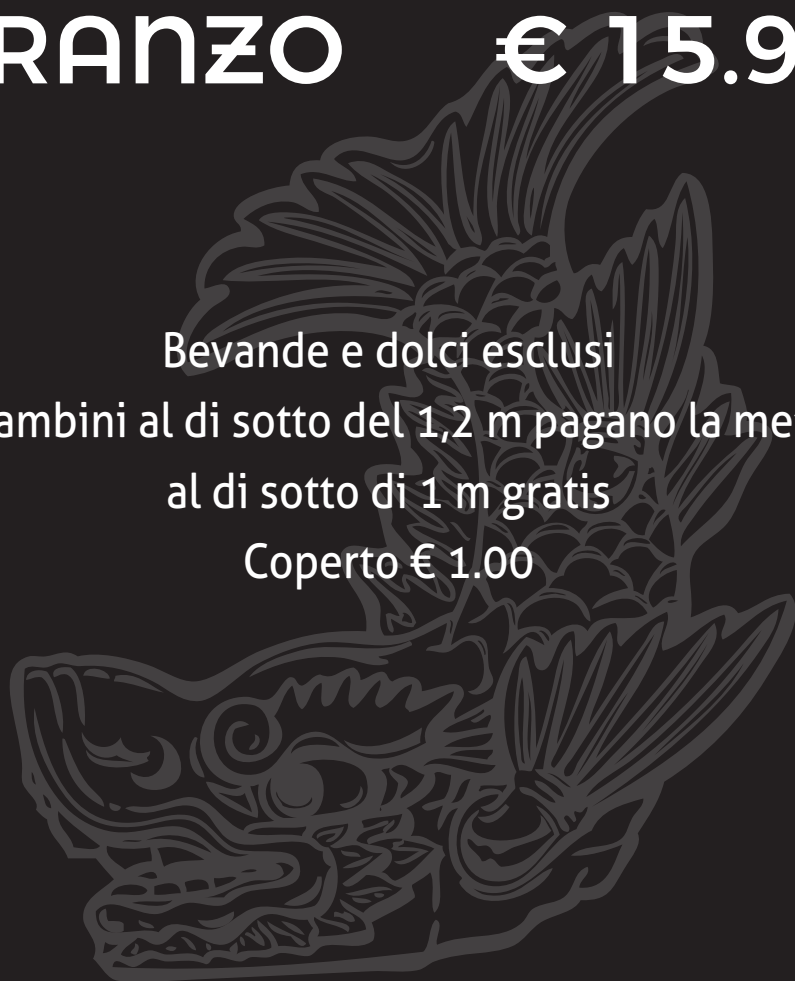 RANZO € 15.9
Bevande e dolci esclusi
ambini al di sotto del 1,2 m pagano la me
al di sotto di 1 m gratis
Coperto € 1.00